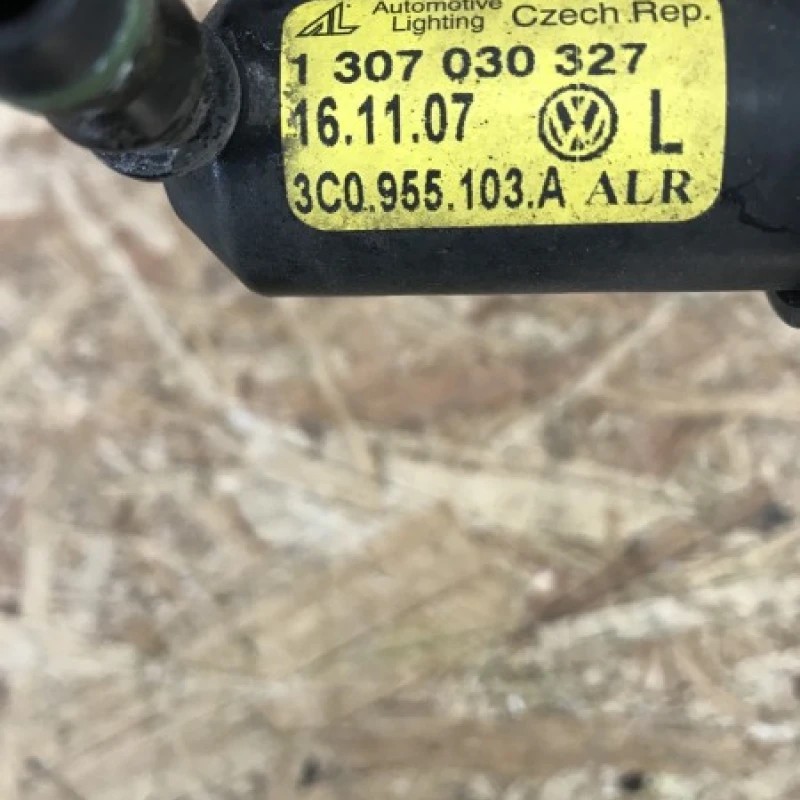 Automotive
Lighting Czech Rep.
1 307 030 327
16.11.07 L
3C0.955.103.A ALR